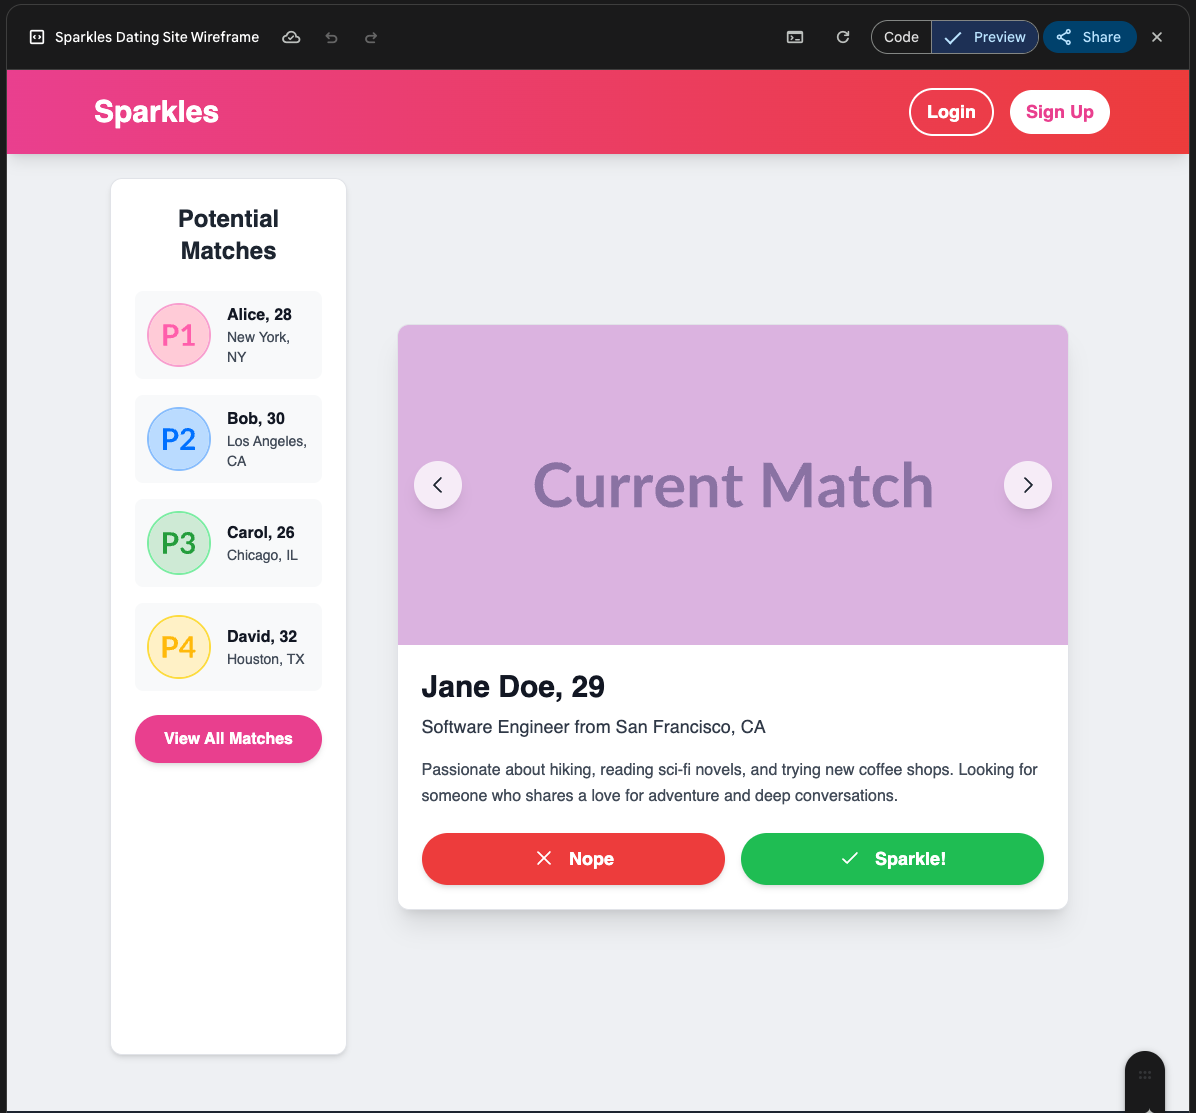 Sparkles Dating Site Wireframe
Code
Preview
Share
Sparkles
Login
Sign Up
Potential
Matches
P1
Alice, 28
New York,
NY
P2
Bob, 30
Los Angeles,
CA
P3
Carol, 26
Chicago, IL
P4
David, 32
Houston, TX
View All Matches
Current Match
Jane Doe, 29
Software Engineer from San Francisco, CA
Passionate about hiking, reading sci-fi novels, and trying new coffee shops. Looking for
someone who shares a love for adventure and deep conversations.
Nope
Sparkle!